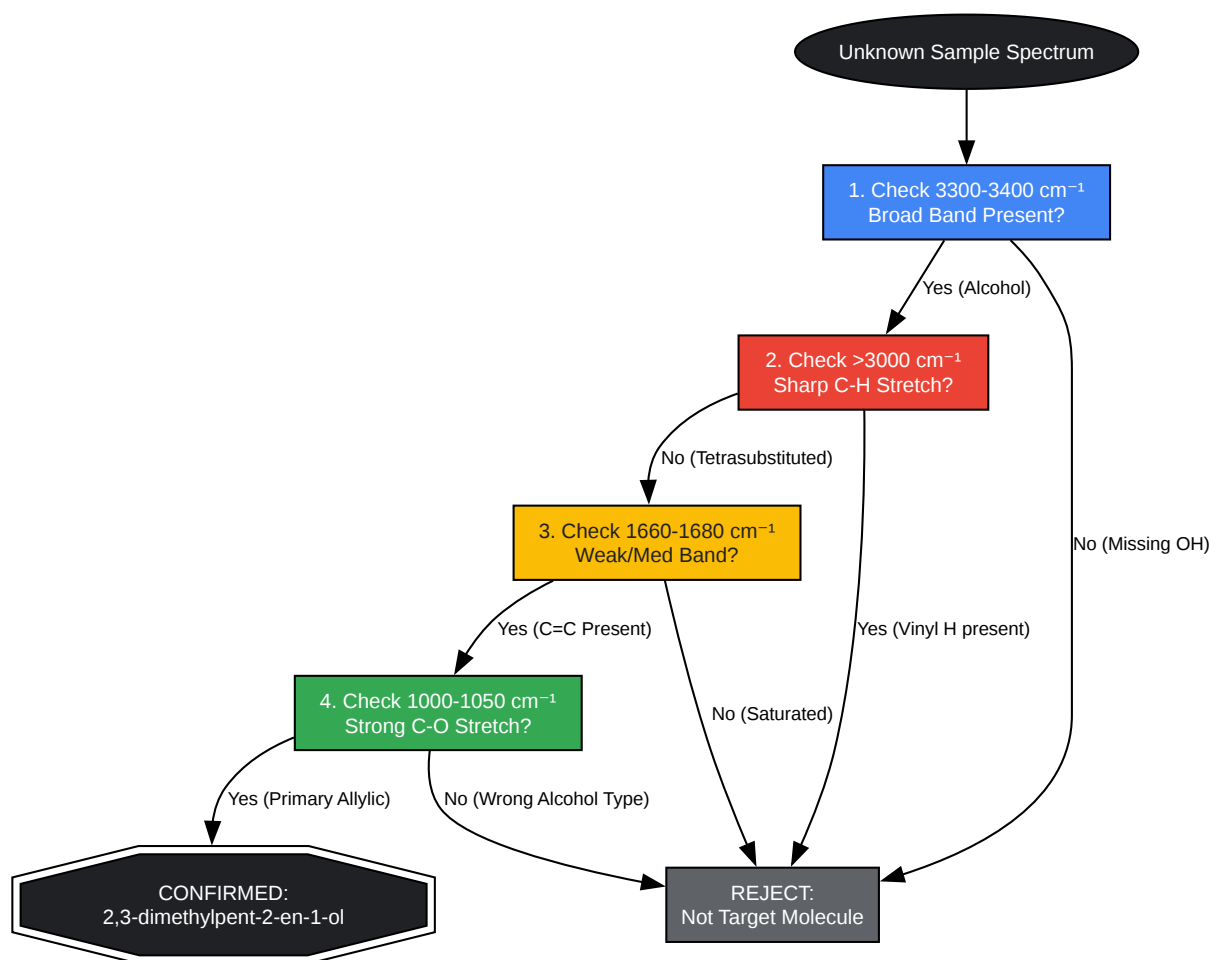 Unknown Sample Spectrum
1. Check 3300-3400 cm⁻¹
Broad Band Present?
Yes (Alcohol)
2. Check >3000 cm⁻¹
Sharp C-H Stretch?
No (Tetrasubstituted)
3. Check 1660-1680 cm⁻¹
Weak/Med Band?
No (Missing OH)
Yes (C=C Present)
Yes (Vinyl H present)
4. Check 1000-1050 cm⁻¹
Strong C-O Stretch?
No (Saturated)
Yes (Primary Allylic)
No (Wrong Alcohol Type)
CONFIRMED:
2,3-dimethylpent-2-en-1-ol
REJECT:
Not Target Molecule